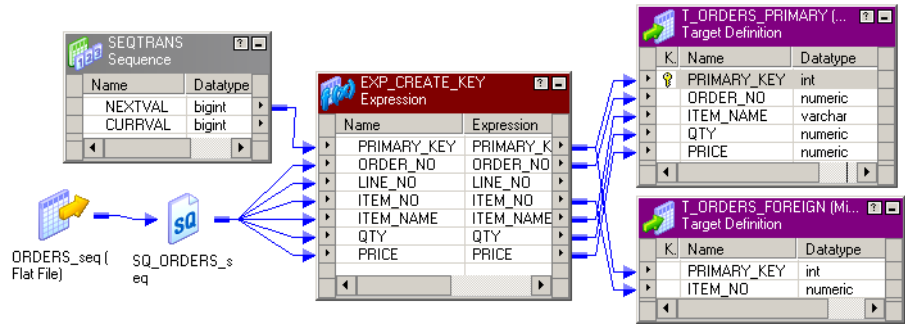 SEQTRANS
Sequence
Name Datatype
NEXTVAL bigint
CURRVAL bigint
ORDERS_seq (
Flat File)
SQ
SQ_ORDERS_s
eq
f(x)
EXP_CREATE_KEY
Expression
Name Expression
PRIMARY_KEY PRIMARY_K
ORDER_NO ORDER_NO
LINE_NO LINE_NO
ITEM_NO ITEM_NO
ITEM_NAME ITEM_NAME
QTY QTY
PRICE PRICE
T_ORDERS_PRIMARY (...
Target Definition
K. Name Datatype
PRIMARY_KEY int
ORDER_NO numeric
ITEM_NAME varchar
QTY numeric
PRICE numeric
T_ORDERS_FOREIGN (Mi...
Target Definition
K. Name Datatype
PRIMARY_KEY int
ITEM_NO numeric